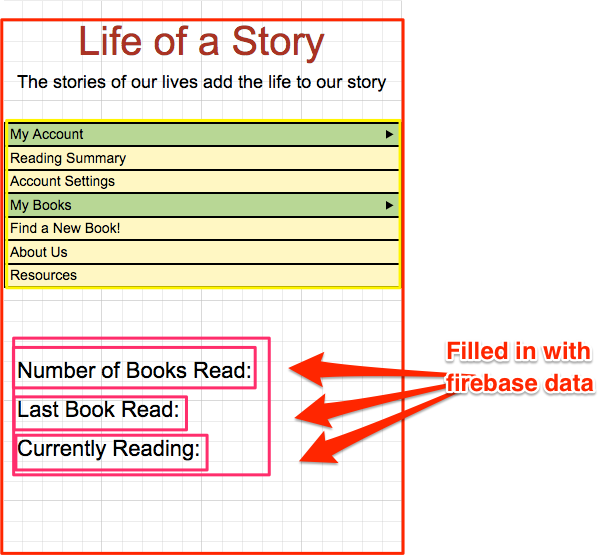 Life of a Story
The stories of our lives add the life to our story
My Account
Reading Summary
Account Settings
My Books
Find a New Book!
About Us
Resources
Number of Books Read:
Last Book Read:
Currently Reading:
Filled in with
firebase data